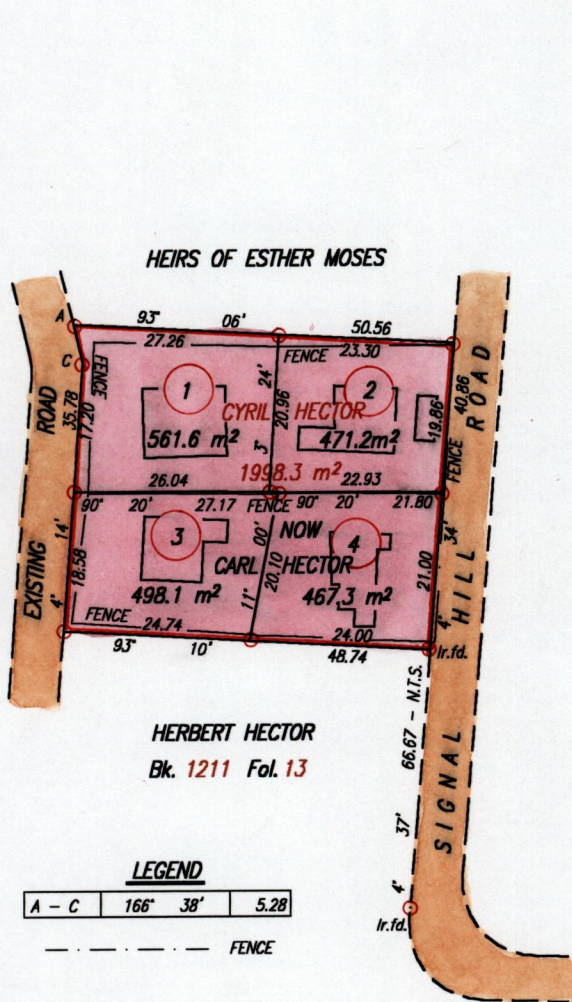 HEIRS OF ESTHER MOSES
A
93° 06' 50.56
27.26
FENCE
23.30
C
FENCE
1
2
24'
20.96
3°
CYRIL HECTOR
561.6 m²
471.2m²
19.86
40.86
FENCE
1998.3 m²
35.78
17.20
ROAD
EXISTING
26.04
22.93
90° 20' 27.17
FENCE
90° 20' 21.80
14'
18.58
4°
3
NOW
4
CARL HECTOR
00'
20.10
11°
498.1 m²
467.3 m²
34'
21.00
4°
FENCE
24.74
24.00
93° 10' 48.74
Ir.fd.
SIGNAL HILL ROAD
66.67 - N.T.S.
37'
4°
Ir.fd.
HERBERT HECTOR
Bk. 1211 Fol. 13
LEGEND
A - C 166° 38' 5.28
FENCE